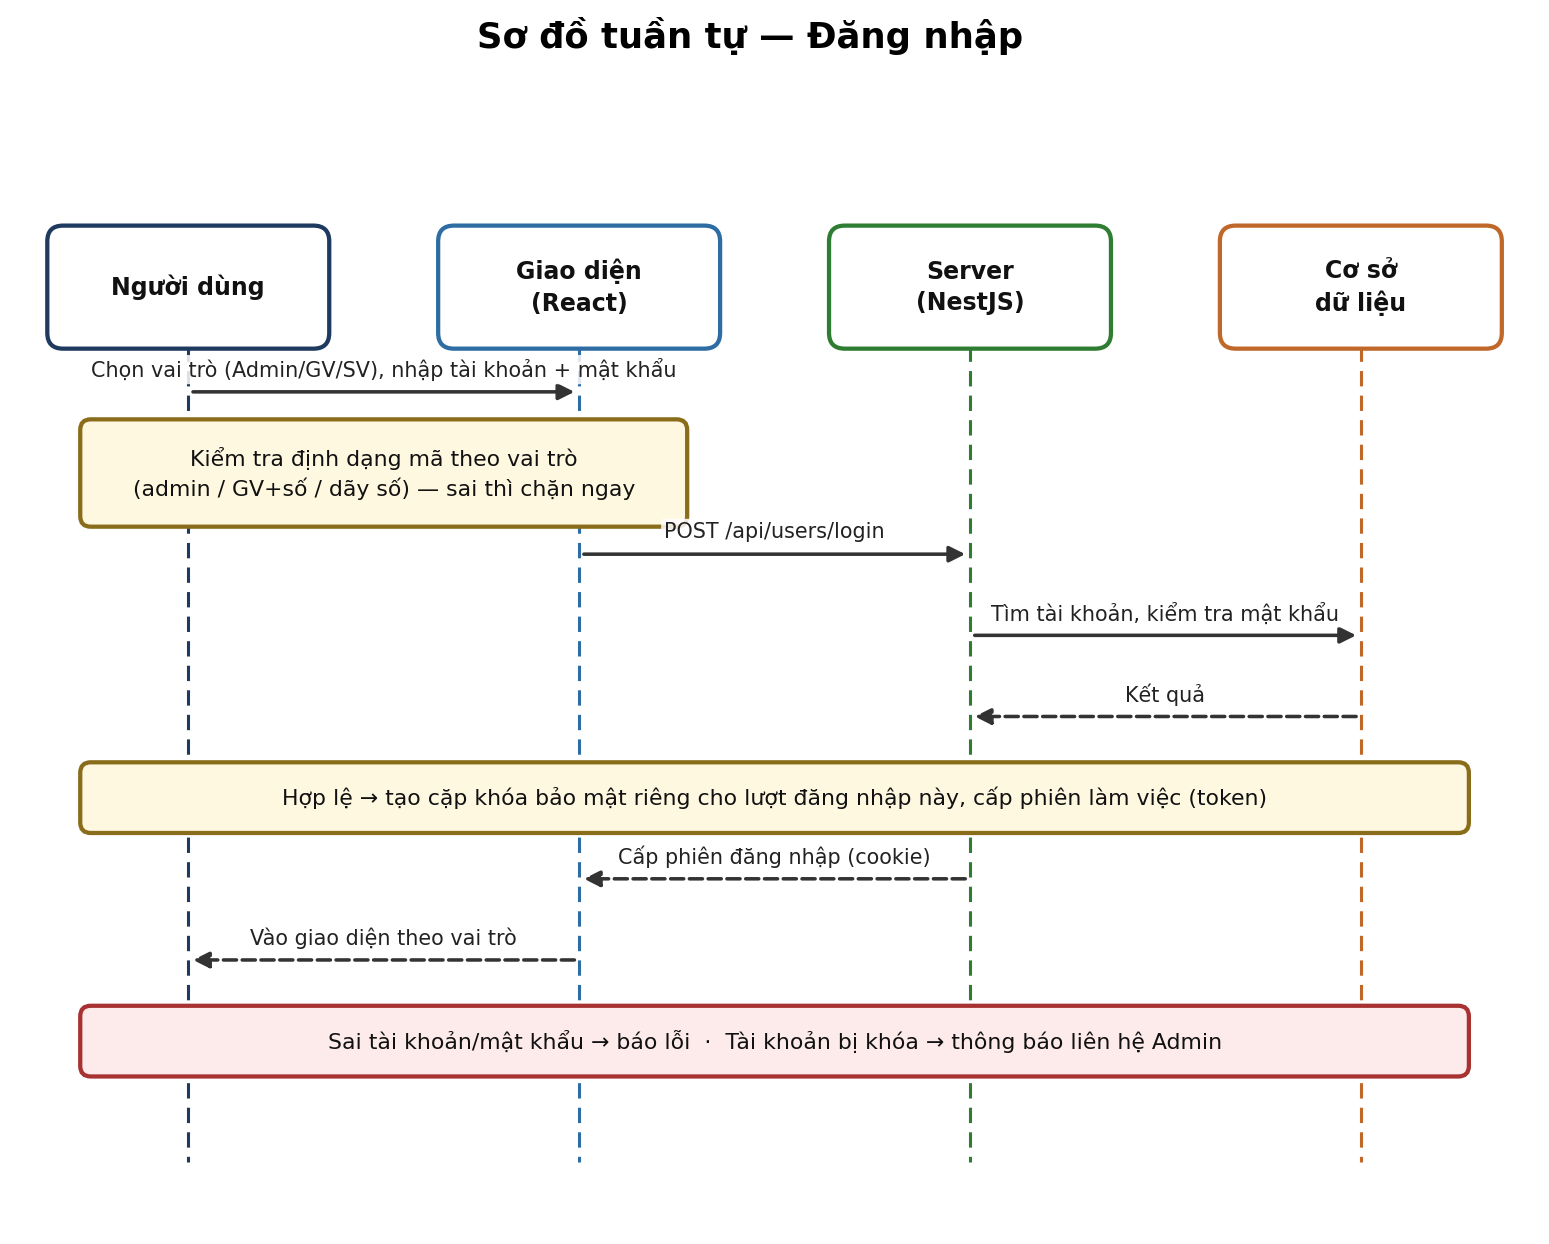 Sơ đồ tuần tự — Đăng nhập
Người dùng
Giao diện
(React)
Server
(NestJS)
Cơ sở
dữ liệu
Chọn vai trò (Admin/GV/SV), nhập tài khoản + mật khẩu
Kiểm tra định dạng mã theo vai trò
(admin / GV+số / dãy số) — sai thì chặn ngay
POST /api/users/login
Tìm tài khoản, kiểm tra mật khẩu
Kết quả
Hợp lệ → tạo cặp khóa bảo mật riêng cho lượt đăng nhập này, cấp phiên làm việc (token)
Cấp phiên đăng nhập (cookie)
Vào giao diện theo vai trò
Sai tài khoản/mật khẩu → báo lỗi · Tài khoản bị khóa → thông báo liên hệ Admin